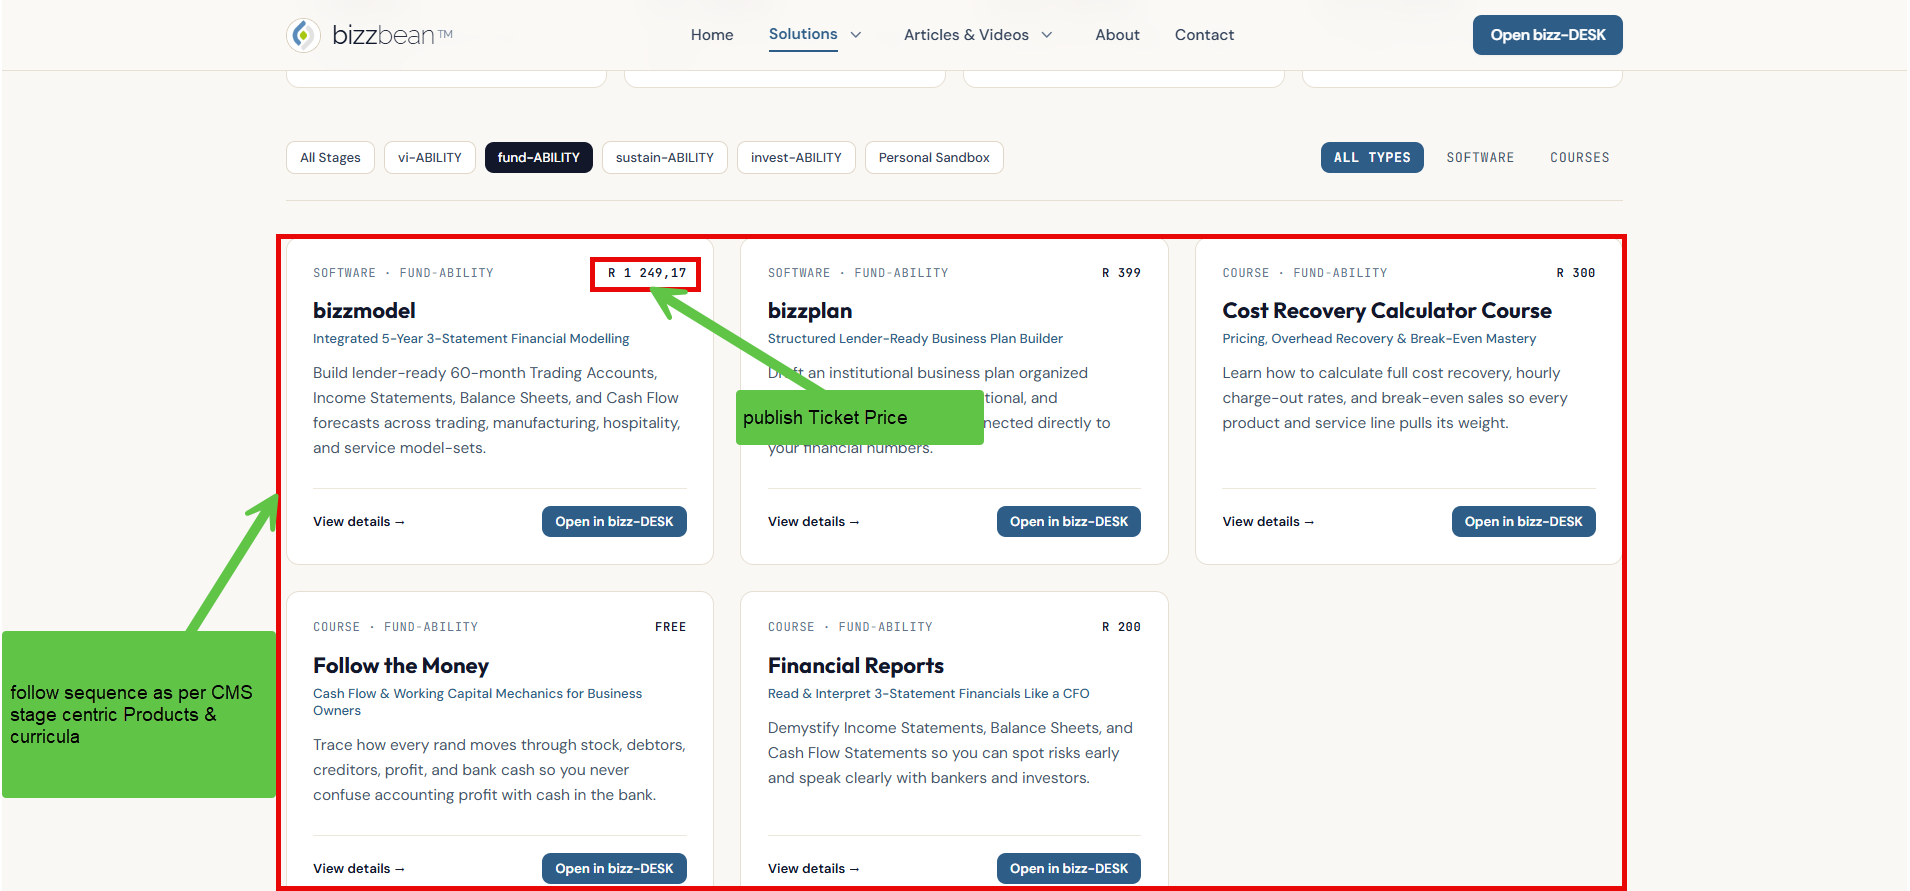 bizzbean™
Home
Solutions
Articles & Videos
About
Contact
Open bizz-DESK
All Stages
vi-ABILITY
fund-ABILITY
sustain-ABILITY
invest-ABILITY
Personal Sandbox
ALL TYPES
SOFTWARE
COURSES
SOFTWARE · FUND-ABILITY
R 1 249,17
bizzmodel
Integrated 5-Year 3-Statement Financial Modelling
Build lender-ready 60-month Trading Accounts,
Income Statements, Balance Sheets, and Cash Flow
forecasts across trading, manufacturing, hospitality,
and service model-sets.
View details →
Open in bizz-DESK
SOFTWARE · FUND-ABILITY
R 399
bizzplan
Structured Lender-Ready Business Plan Builder
an institutional business plan organized
and
directly to
your financial numbers.
View details →
Open in bizz-DESK
publish Ticket Price
COURSE · FUND-ABILITY
R 300
Cost Recovery Calculator Course
Pricing, Overhead Recovery & Break-Even Mastery
Learn how to calculate full cost recovery, hourly
charge-out rates, and break-even sales so every
product and service line pulls its weight.
View details →
Open in bizz-DESK
follow sequence as per CMS
stage centric Products &
curricula
COURSE · FUND-ABILITY
FREE
Follow the Money
Cash Flow & Working Capital Mechanics for Business
Owners
Trace how every rand moves through stock, debtors,
creditors, profit, and bank cash so you never
confuse accounting profit with cash in the bank.
View details →
Open in bizz-DESK
COURSE · FUND-ABILITY
R 200
Financial Reports
Read & Interpret 3-Statement Financials Like a CFO
Demystify Income Statements, Balance Sheets, and
Cash Flow Statements so you can spot risks early
and speak clearly with bankers and investors.
View details →
Open in bizz-DESK